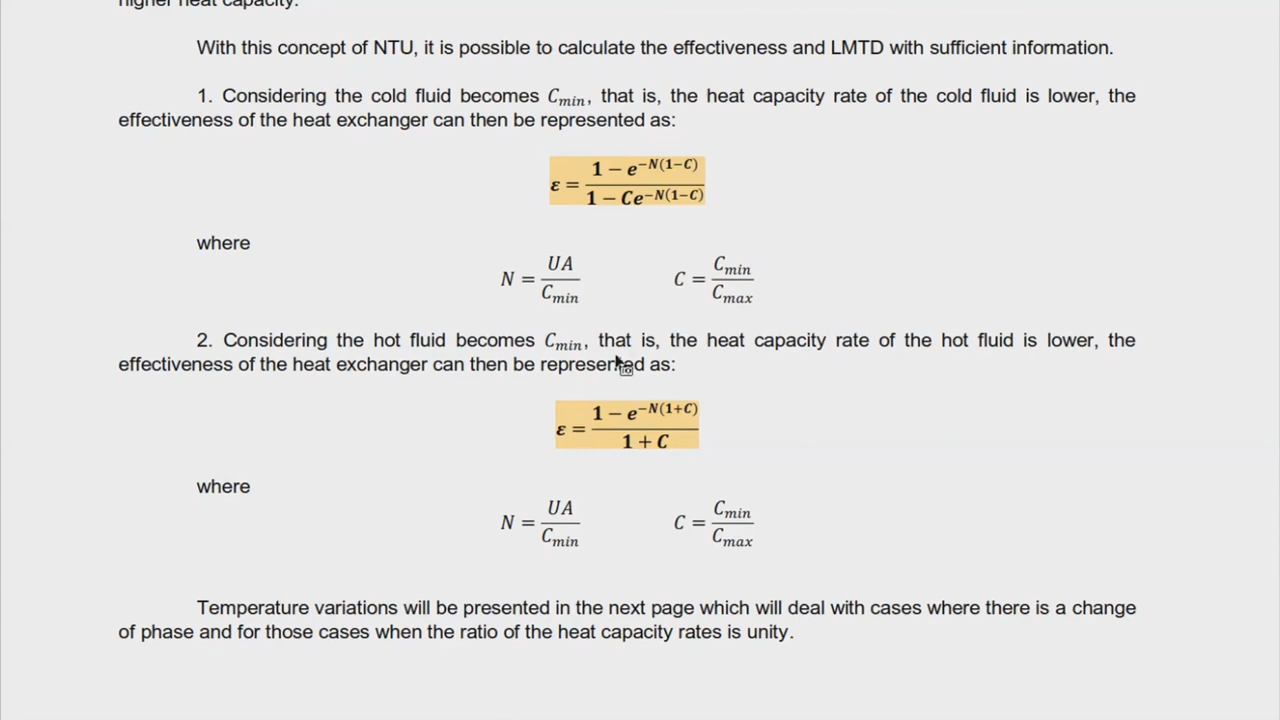 higher heat capacity.
With this concept of NTU, it is possible to calculate the effectiveness and LMTD with sufficient information.
1. Considering the cold fluid becomes C_min, that is, the heat capacity rate of the cold fluid is lower, the
effectiveness of the heat exchanger can then be represented as:
ε = (1 − e^(−N(1−C))) / (1 − Ce^(−N(1−C)))
where
N = UA / C_min    C = C_min / C_max
2. Considering the hot fluid becomes C_min, that is, the heat capacity rate of the hot fluid is lower, the
effectiveness of the heat exchanger can then be represented as:
ε = (1 − e^(−N(1+C))) / (1 + C)
where
N = UA / C_min    C = C_min / C_max
Temperature variations will be presented in the next page which will deal with cases where there is a change
of phase and for those cases when the ratio of the heat capacity rates is unity.